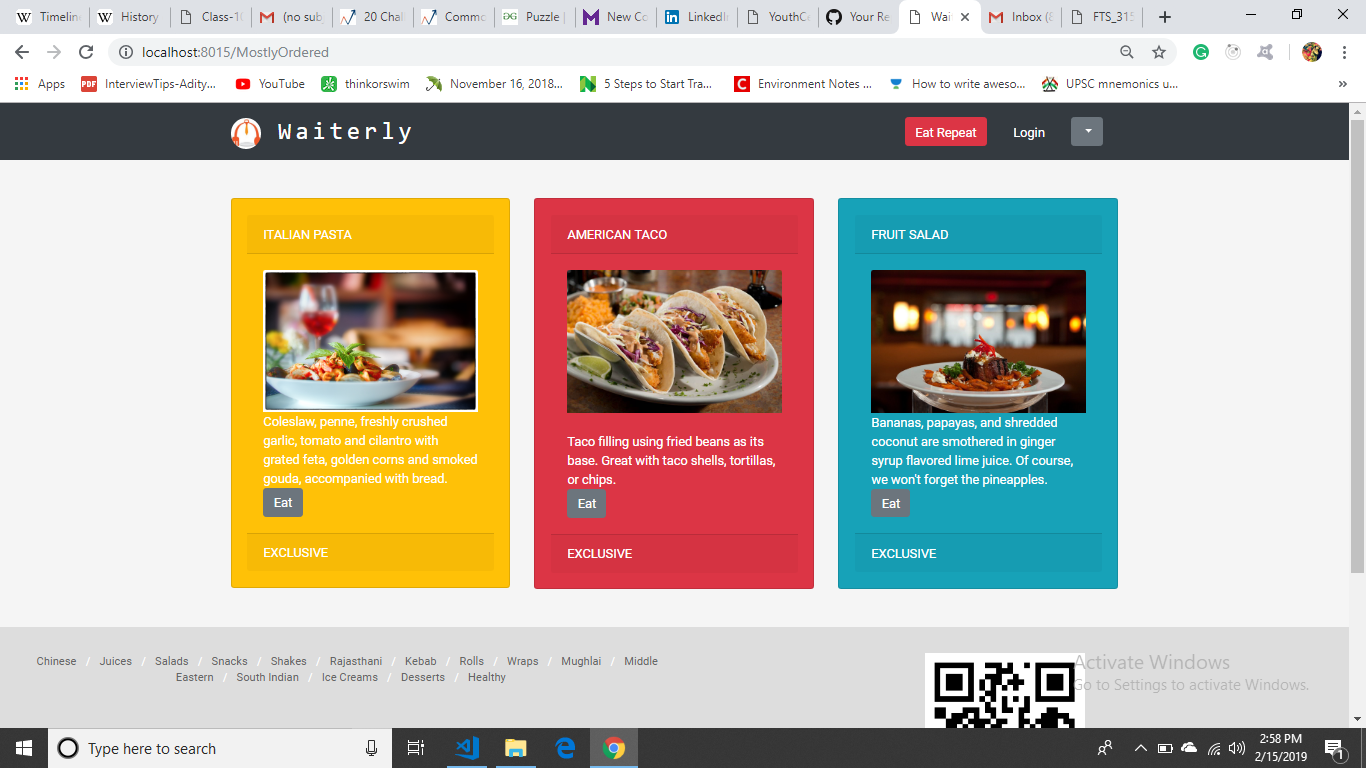 Timelin
History
Class-10
(no sub
20 Chal
Commo
Puzzle |
New Co
LinkedIn
YouthCo
Your Re
Wai
Inbox (8
FTS_315
localhost:8015/MostlyOrdered
Apps
InterviewTips-Adity...
YouTube
thinkorswim
November 16, 2018...
5 Steps to Start Tra...
Environment Notes ...
How to write aweso...
UPSC mnemonics u...
Waiterly
Eat Repeat
Login
ITALIAN PASTA
Coleslaw, penne, freshly crushed
garlic, tomato and cilantro with
grated feta, golden corns and smoked
gouda, accompanied with bread.
Eat
EXCLUSIVE
AMERICAN TACO
Taco filling using fried beans as its
base. Great with taco shells, tortillas,
or chips.
Eat
EXCLUSIVE
FRUIT SALAD
Bananas, papayas, and shredded
coconut are smothered in ginger
syrup flavored lime juice. Of course,
we won't forget the pineapples.
Eat
EXCLUSIVE
Chinese / Juices / Salads / Snacks / Shakes / Rajasthani / Kebab / Rolls / Wraps / Mughlai / Middle
Eastern / South Indian / Ice Creams / Desserts / Healthy
Activate Windows
Go to Settings to activate Windows.
Type here to search
2:58 PM
2/15/2019
1